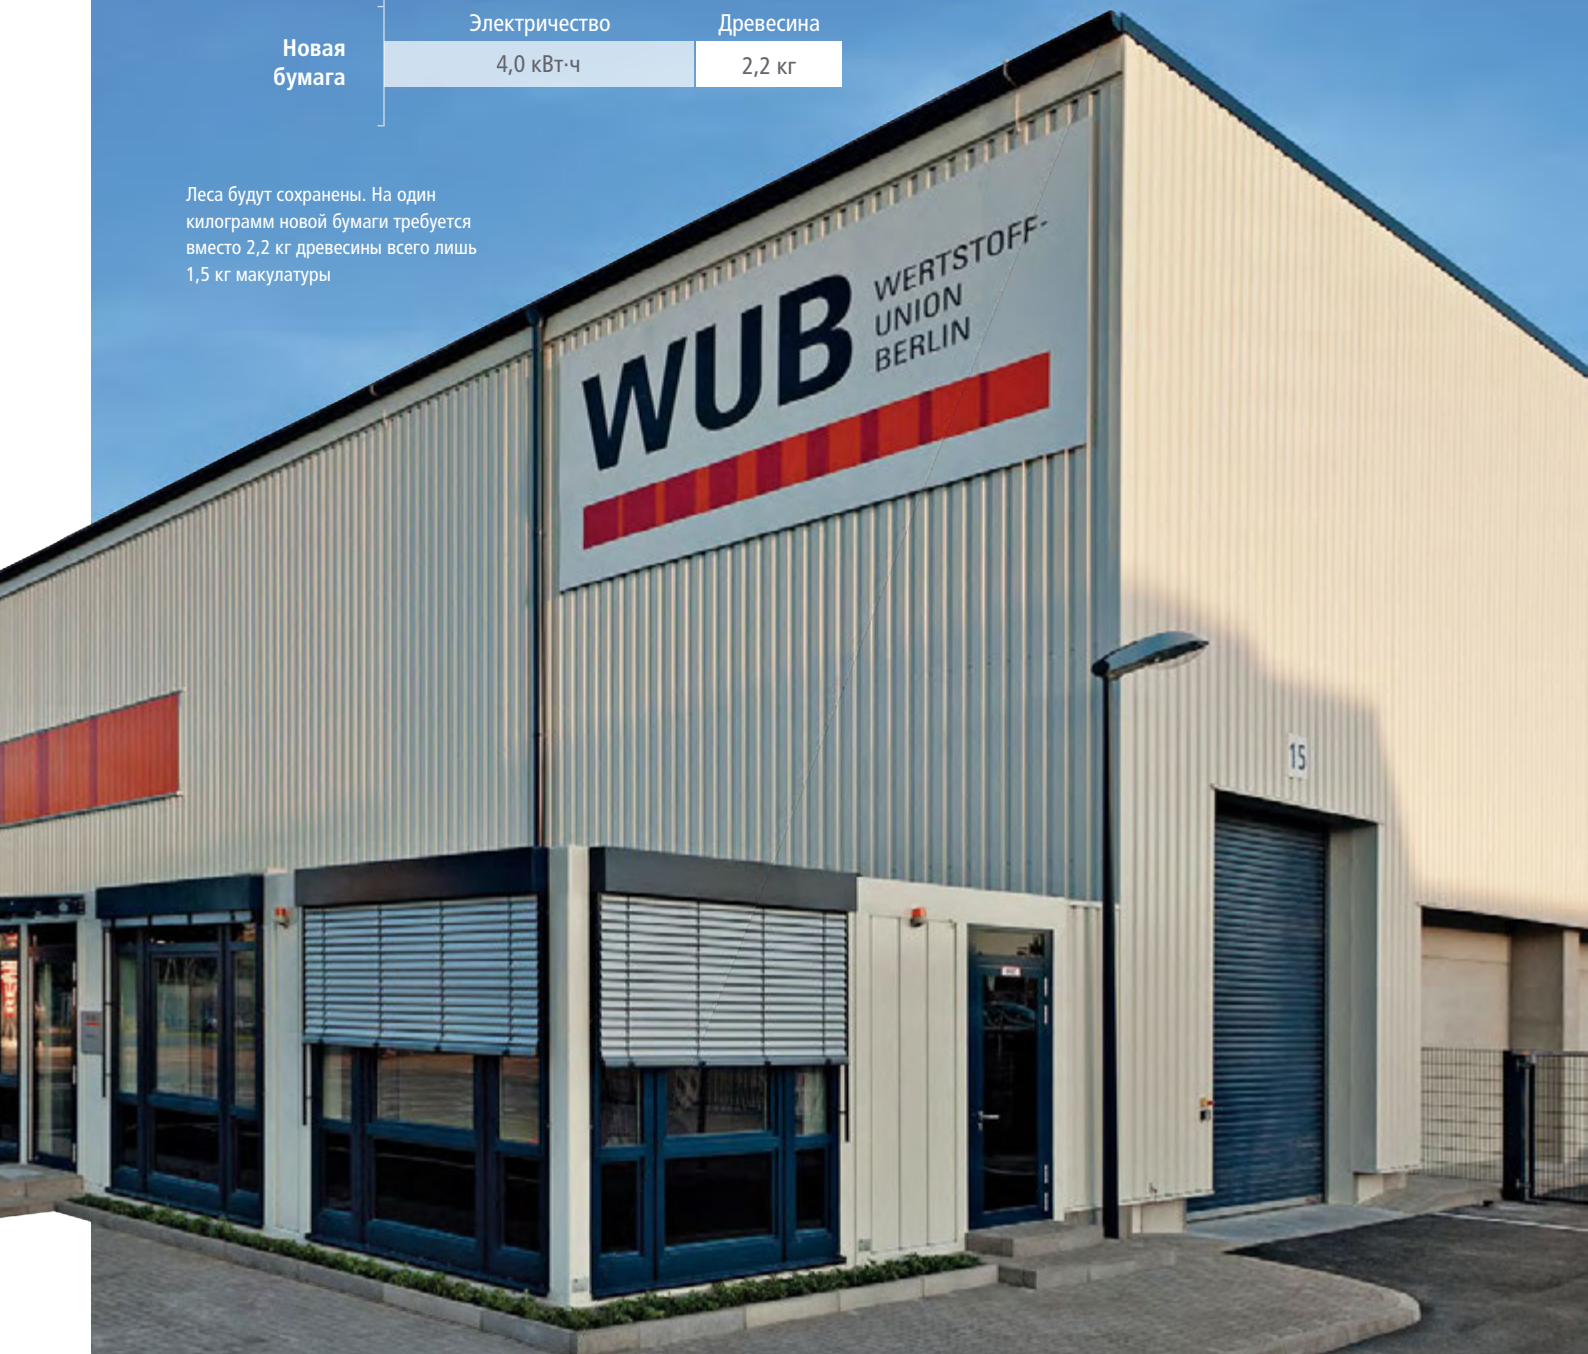 Электричество Древесина
Новая
бумага
4,0 кВт·ч 2,2 кг
Леса будут сохранены. На один
килограмм новой бумаги требуется
вместо 2,2 кг древесины всего лишь
1,5 кг макулатуры
WUB
WERTSTOFF-
UNION
BERLIN
15